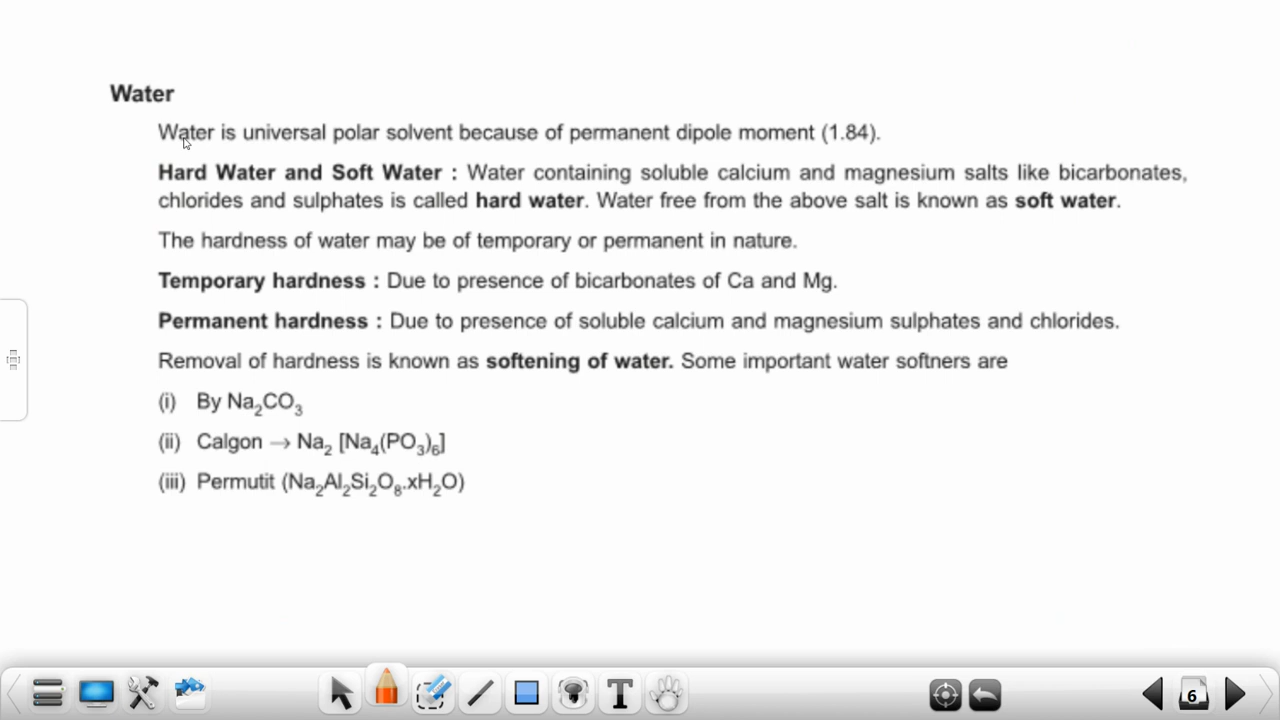 Water
Water is universal polar solvent because of permanent dipole moment (1.84).
Hard Water and Soft Water : Water containing soluble calcium and magnesium salts like bicarbonates,
chlorides and sulphates is called hard water. Water free from the above salt is known as soft water.
The hardness of water may be of temporary or permanent in nature.
Temporary hardness : Due to presence of bicarbonates of Ca and Mg.
Permanent hardness : Due to presence of soluble calcium and magnesium sulphates and chlorides.
Removal of hardness is known as softening of water. Some important water softners are
(i) By Na₂CO₃
(ii) Calgon → Na₂ [Na₄(PO₃)₆]
(iii) Permutit (Na₂Al₂Si₂O₈.xH₂O)
T
6